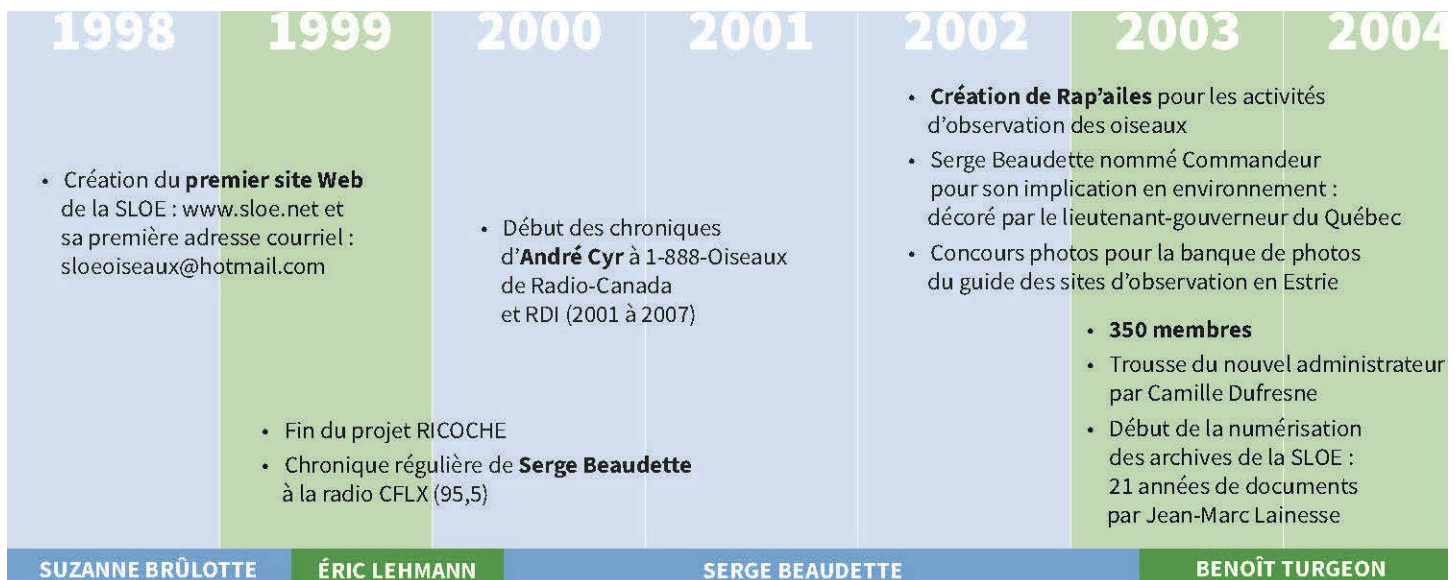 1998 1999 2000 2001 2002 2003 2004
• Création du premier site Web
de la SLOE : www.sloe.net et
sa première adresse courriel :
sloeoiseaux@hotmail.com
• Fin du projet RICOCHE
• Chronique régulière de Serge Beaudette
à la radio CFLX (95,5)
• Début des chroniques
d’André Cyr à 1-888-Oiseaux
de Radio-Canada
et RDI (2001 à 2007)
• Création de Rap’ailes pour les activités
d’observation des oiseaux
• Serge Beaudette nommé Commandeur
pour son implication en environnement :
décoré par le lieutenant-gouverneur du Québec
• Concours photos pour la banque de photos
du guide des sites d’observation en Estrie
• 350 membres
• Trousse du nouvel administrateur
par Camille Dufresne
• Début de la numérisation
des archives de la SLOE :
21 années de documents
par Jean-Marc Lainesse
SUZANNE BRÛLOTTE ÉRIC LEHMANN SERGE BEAUDETTE BENOÎT TURGEON